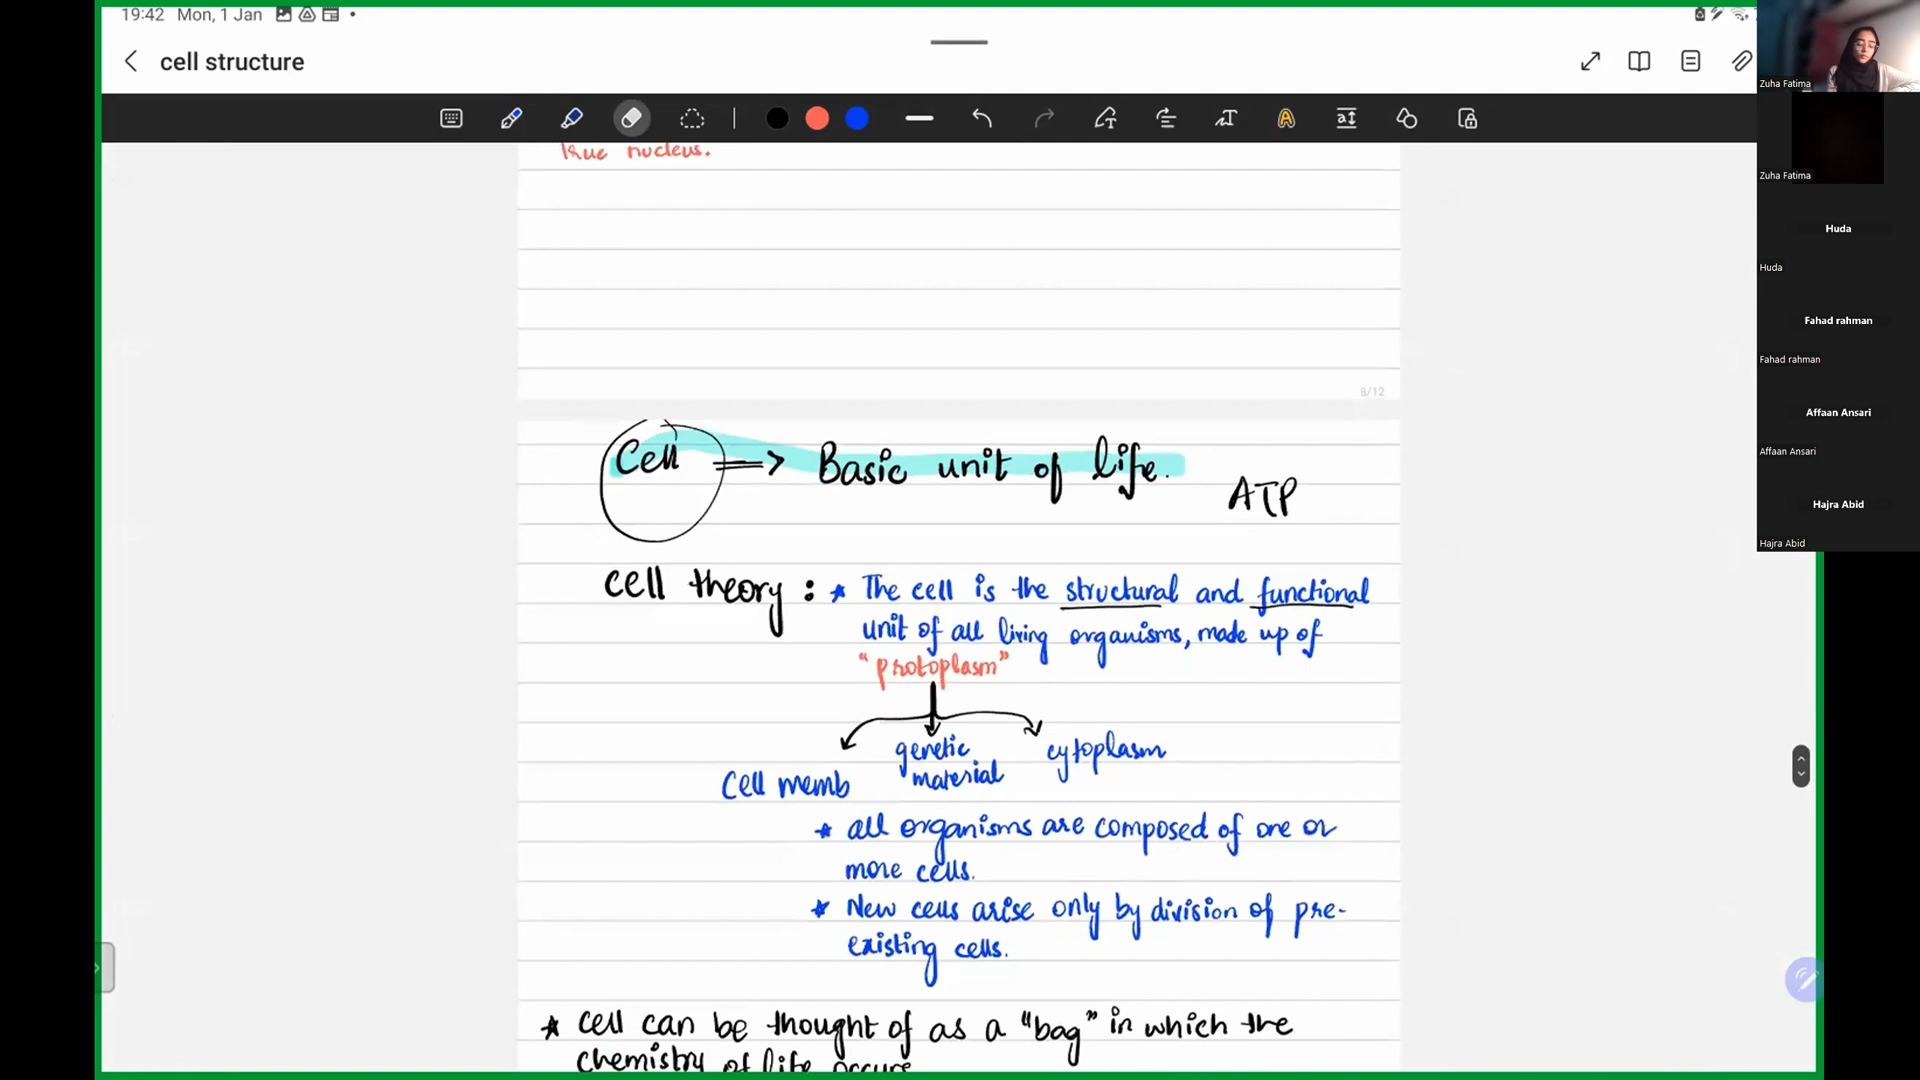 19:42 Mon, 1 Jan
cell structure
true nucleus.
8/12
Cell => Basic unit of life.
ATP
cell theory : * The cell is the structural and functional
unit of all living organisms, made up of
"protoplasm"
Cell memb
genetic
material
cytoplasm
* all organisms are composed of one or
more cells.
* New cells arise only by division of pre-
existing cells.
* cell can be thought of as a "bag" in which the
chemistry of life occurs
Zuha Fatima
Zuha Fatima
Huda
Huda
Fahad rahman
Fahad rahman
Affaan Ansari
Affaan Ansari
Hajra Abid
Hajra Abid